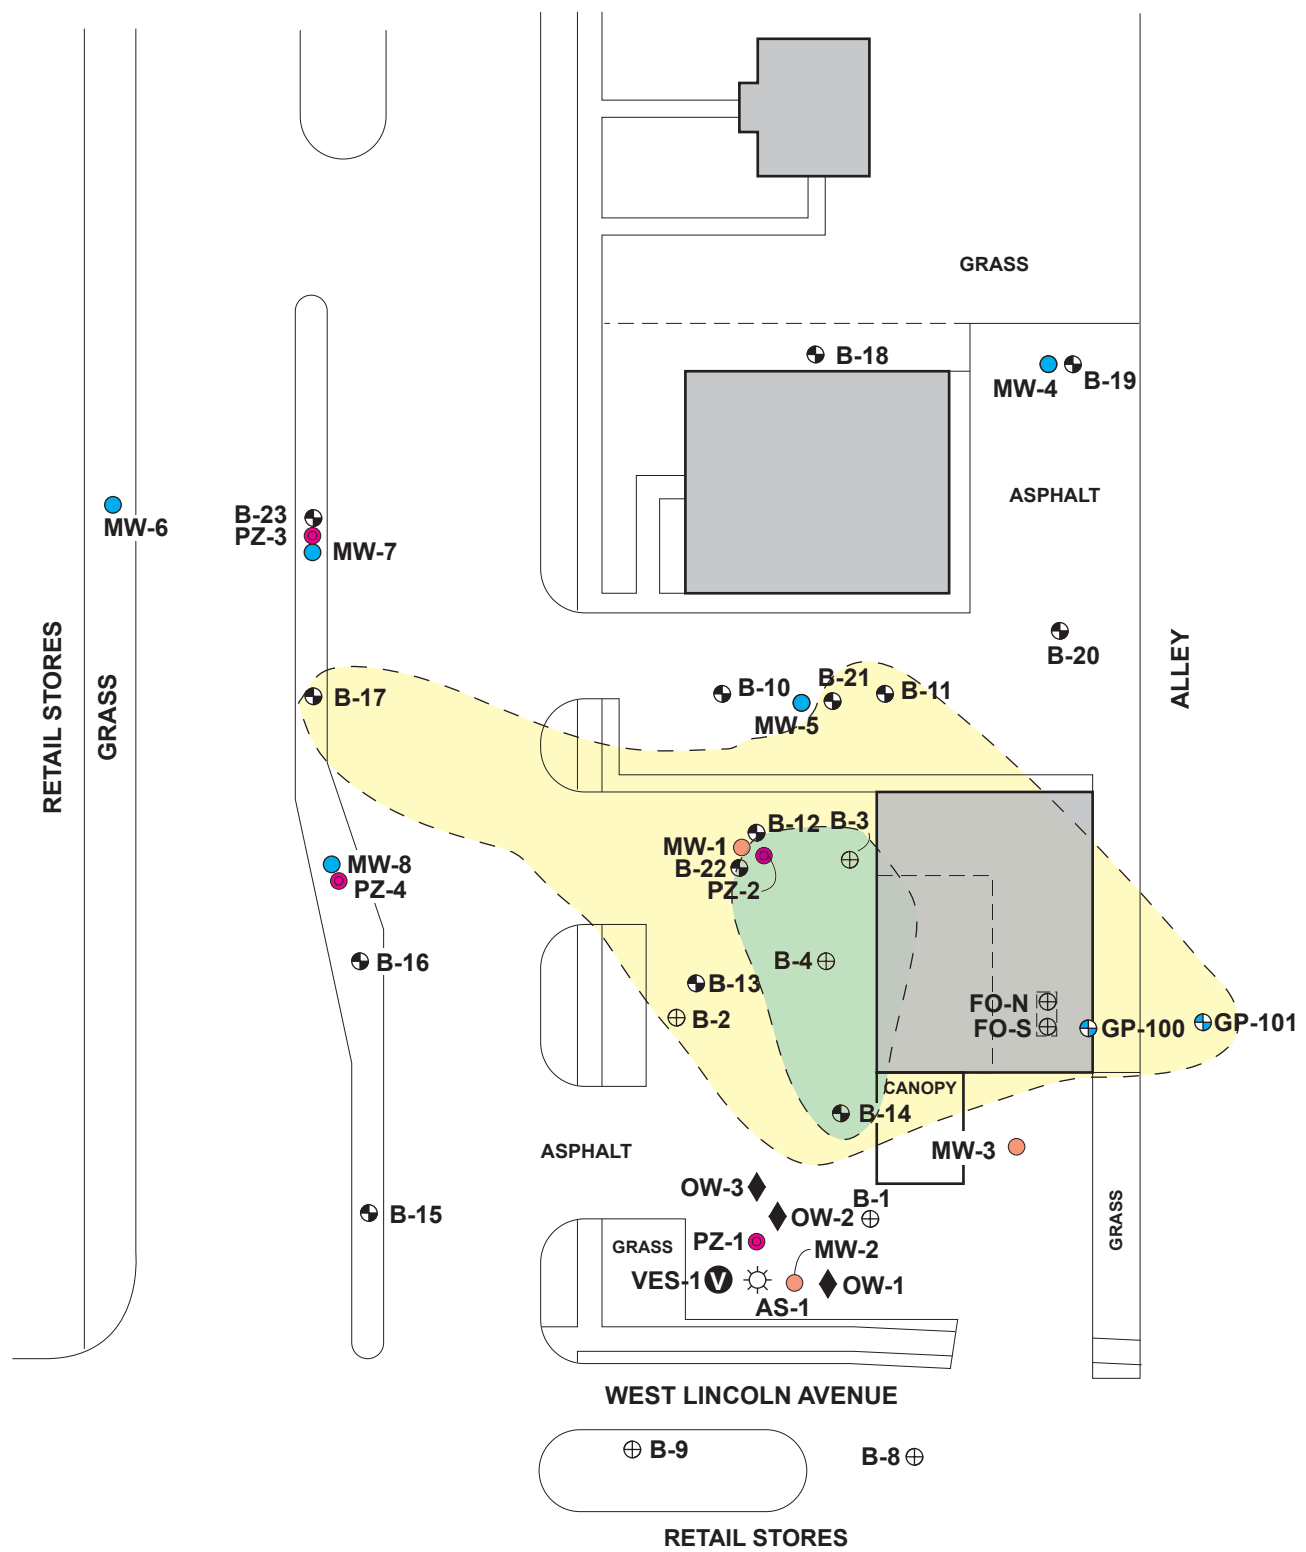 GRASS
B-18
MW-4
B-19
ASPHALT
MW-6
B-23
PZ-3
MW-7
RETAIL STORES
GRASS
B-20
ALLEY
B-17
B-10
B-21
B-11
MW-5
B-12
B-3
MW-1
B-22
PZ-2
MW-8
PZ-4
B-16
B-4
B-13
B-2
FO-N
FO-S
GP-100
GP-101
CANOPY
B-14
ASPHALT
MW-3
OW-3
B-1
B-15
OW-2
GRASS
PZ-1
MW-2
GRASS
VES-1
V
OW-1
AS-1
WEST LINCOLN AVENUE
B-9
B-8
RETAIL STORES